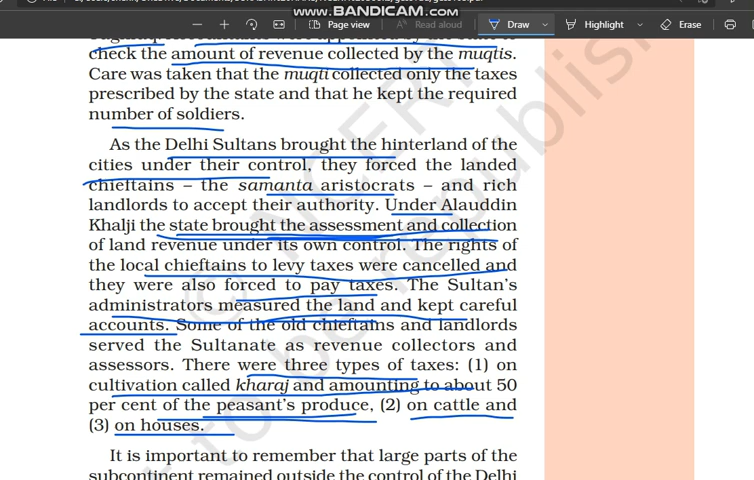 www.BANDICAM.com
Page view
Read aloud
Draw
Highlight
Erase
check the amount of revenue collected by the muqtis.
Care was taken that the muqti collected only the taxes
prescribed by the state and that he kept the required
number of soldiers.
As the Delhi Sultans brought the hinterland of the
cities under their control, they forced the landed
chieftains – the samanta aristocrats – and rich
landlords to accept their authority. Under Alauddin
Khalji the state brought the assessment and collection
of land revenue under its own control. The rights of
the local chieftains to levy taxes were cancelled and
they were also forced to pay taxes. The Sultan's
administrators measured the land and kept careful
accounts. Some of the old chieftains and landlords
served the Sultanate as revenue collectors and
assessors. There were three types of taxes: (1) on
cultivation called kharaj and amounting to about 50
per cent of the peasant's produce, (2) on cattle and
(3) on houses.
It is important to remember that large parts of the
subcontinent remained outside the control of the Delhi
© NCERT
not to be republish